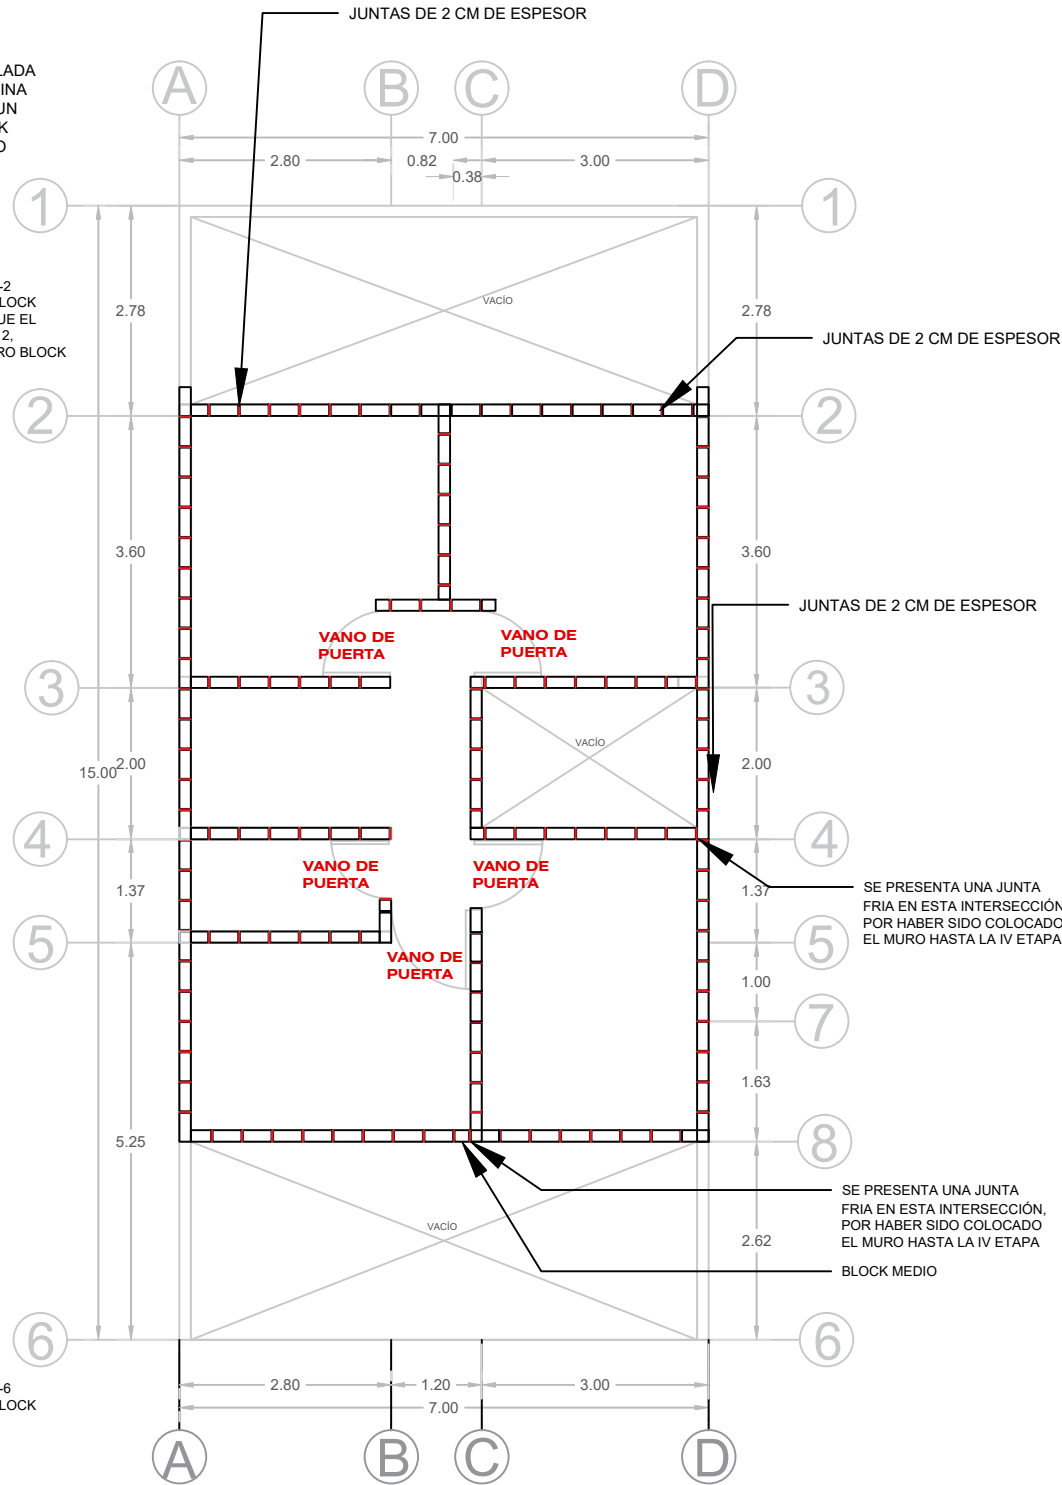 JUNTAS DE 2 CM DE ESPESOR
LADA
INA
UN
K
O
A
B
C
D
7.00
2.80
0.82
3.00
0.38
1
1
2.78
VACÍO
2.78
-2
LOCK
UE EL
2,
RO BLOCK
JUNTAS DE 2 CM DE ESPESOR
2
2
3.60
3.60
JUNTAS DE 2 CM DE ESPESOR
VANO DE
PUERTA
VANO DE
PUERTA
3
3
VACÍO
15.00
2.00
2.00
4
4
VANO DE
PUERTA
VANO DE
PUERTA
1.37
1.37
SE PRESENTA UNA JUNTA
FRIA EN ESTA INTERSECCIÓN
POR HABER SIDO COLOCADO
EL MURO HASTA LA IV ETAPA
5
5
VANO DE
PUERTA
1.00
7
1.63
5.25
8
SE PRESENTA UNA JUNTA
FRIA EN ESTA INTERSECCIÓN,
POR HABER SIDO COLOCADO
EL MURO HASTA LA IV ETAPA
VACÍO
2.62
BLOCK MEDIO
6
6
-6
LOCK
2.80
1.20
3.00
7.00
A
B
C
D